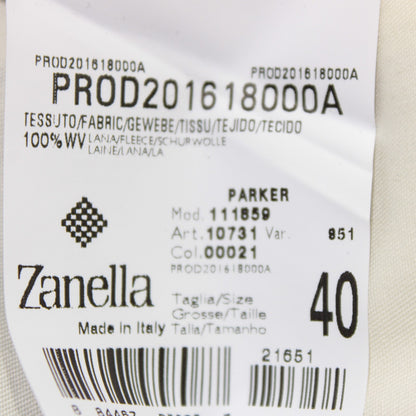 PROD201618000A PROD201618000A
PROD201618000A
TESSUTO/FABRIC/GEWEBE/TISSU/TEJIDO/TECIDO
100%WV LANA/FLEECE/SCHURWOLLE
LAINE/LANA/LA
PARKER
Mod. 111859
Art. 10731 Var. 851
Col. 00021
PROD201618000A
Zanella
Made in Italy
Taglia/Size
Grosse/Taille
Talla/Tamanho
40
21651